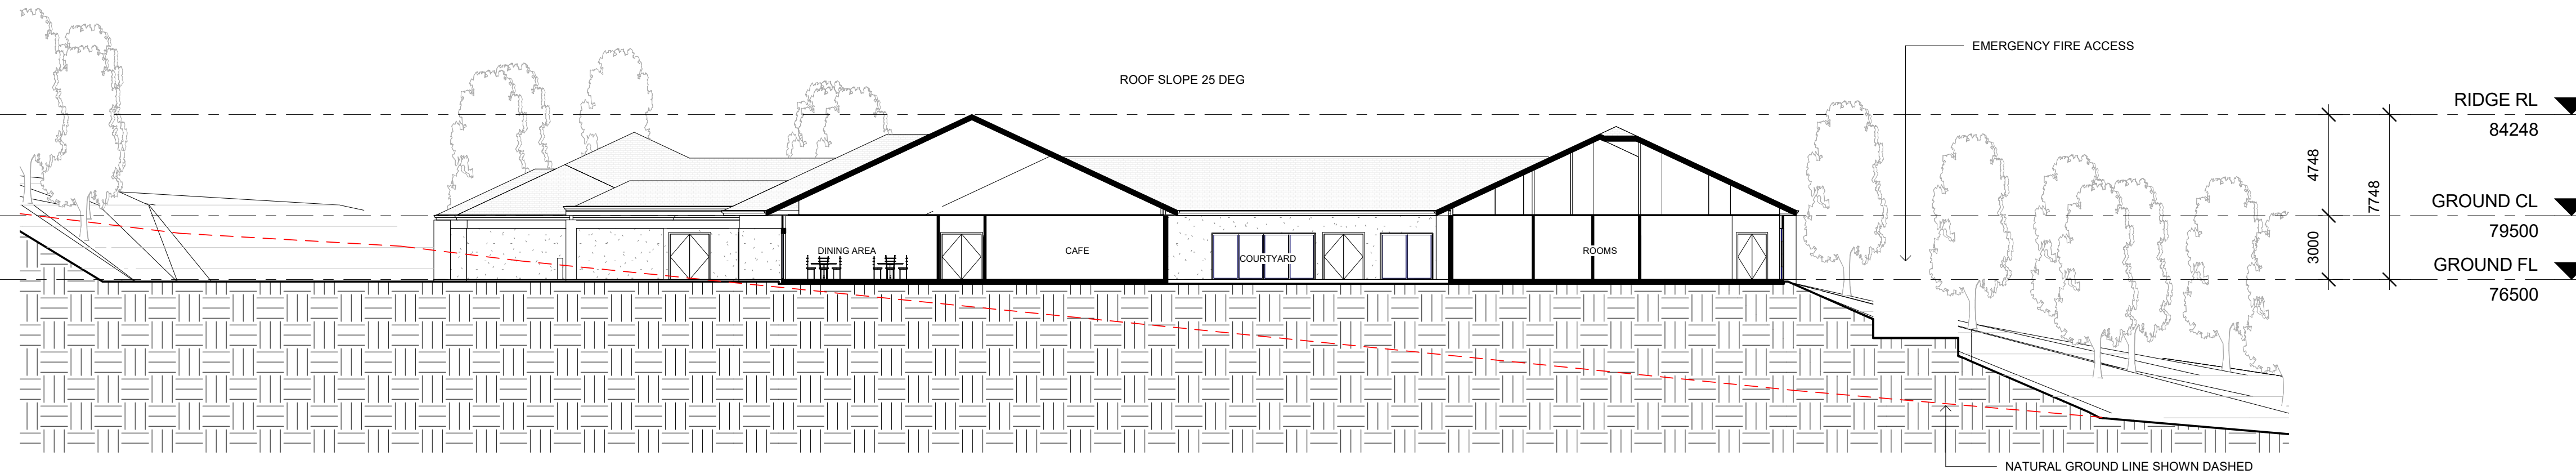 EMERGENCY FIRE ACCESS
ROOF SLOPE 25 DEG
RIDGE RL
84248
4748
7748
GROUND CL
79500
3000
GROUND FL
76500
DINING AREA
CAFE
COURTYARD
ROOMS
NATURAL GROUND LINE SHOWN DASHED